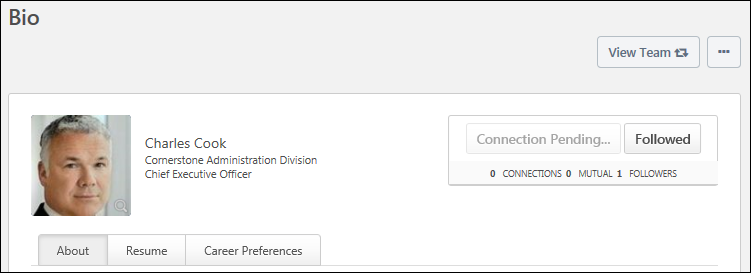 Bio
View Team
...
Charles Cook
Cornerstone Administration Division
Chief Executive Officer
Connection Pending... Followed
0 CONNECTIONS 0 MUTUAL 1 FOLLOWERS
About Resume Career Preferences